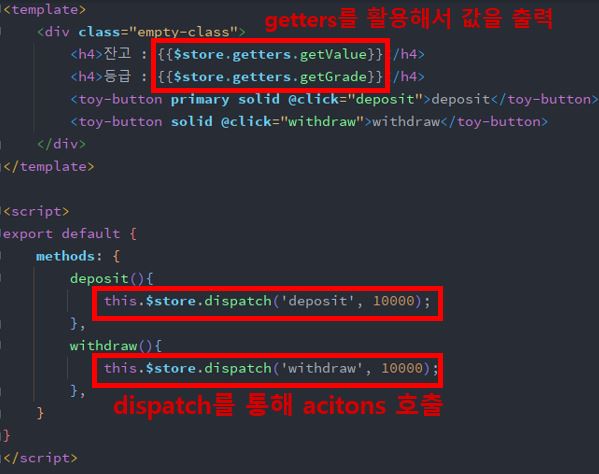 <template>
getters를 활용해서 값을 출력
<div class="empty-class">
<h4>잔고 : {{$store.getters.getValue}}</h4>
<h4>등급 : {{$store.getters.getGrade}}</h4>
<toy-button primary solid @click="deposit">deposit</toy-button>
<toy-button solid @click="withdraw">withdraw</toy-button>
</div>
</template>
<script>
export default {
methods: {
deposit(){
this.$store.dispatch('deposit', 10000);
},
withdraw(){
this.$store.dispatch('withdraw', 10000);
},
dispatch를 통해 acitons 호출
}
}
</script>